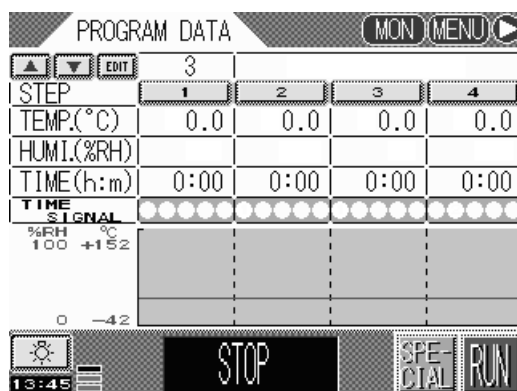 PROGRAM DATA MON MENU
EDIT 3
STEP 1 2 3 4
TEMP.(°C) 0.0 0.0 0.0 0.0
HUMI.(%RH)
TIME(h:m) 0:00 0:00 0:00 0:00
TIME
SIGNAL
%RH °C
100 +152
0 -42
STOP SPE-
CIAL RUN
13:45